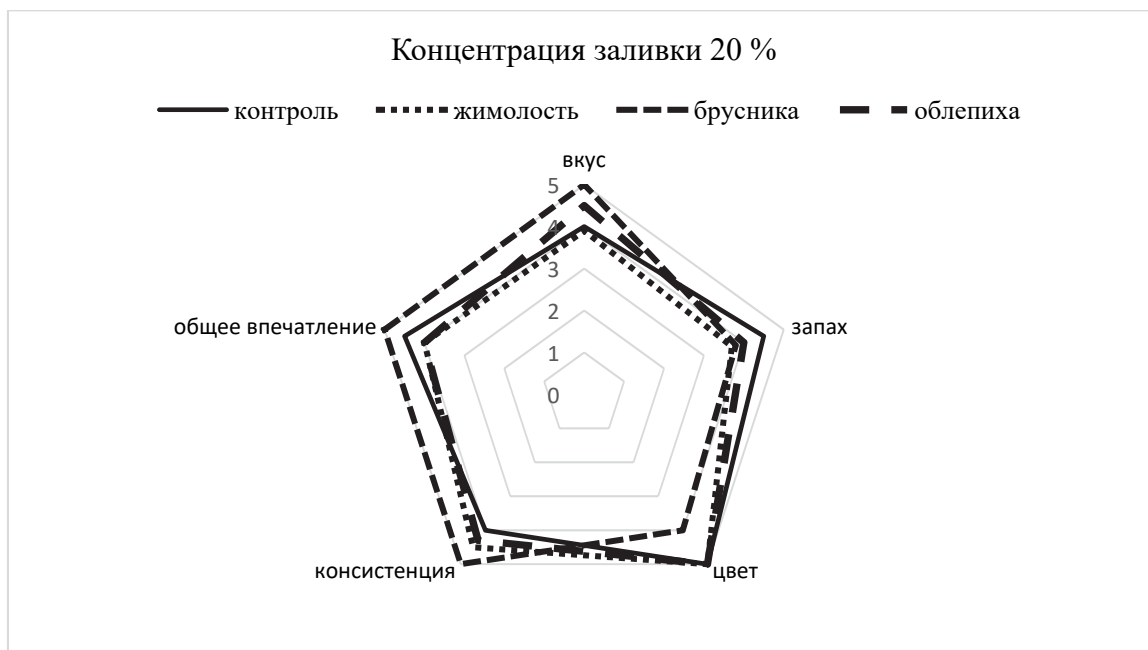 Концентрация заливки 20 %
контроль жимолость брусника облепиха
вкус
5
4
3
2
1
0
запах
общее впечатление
консистенция
цвет